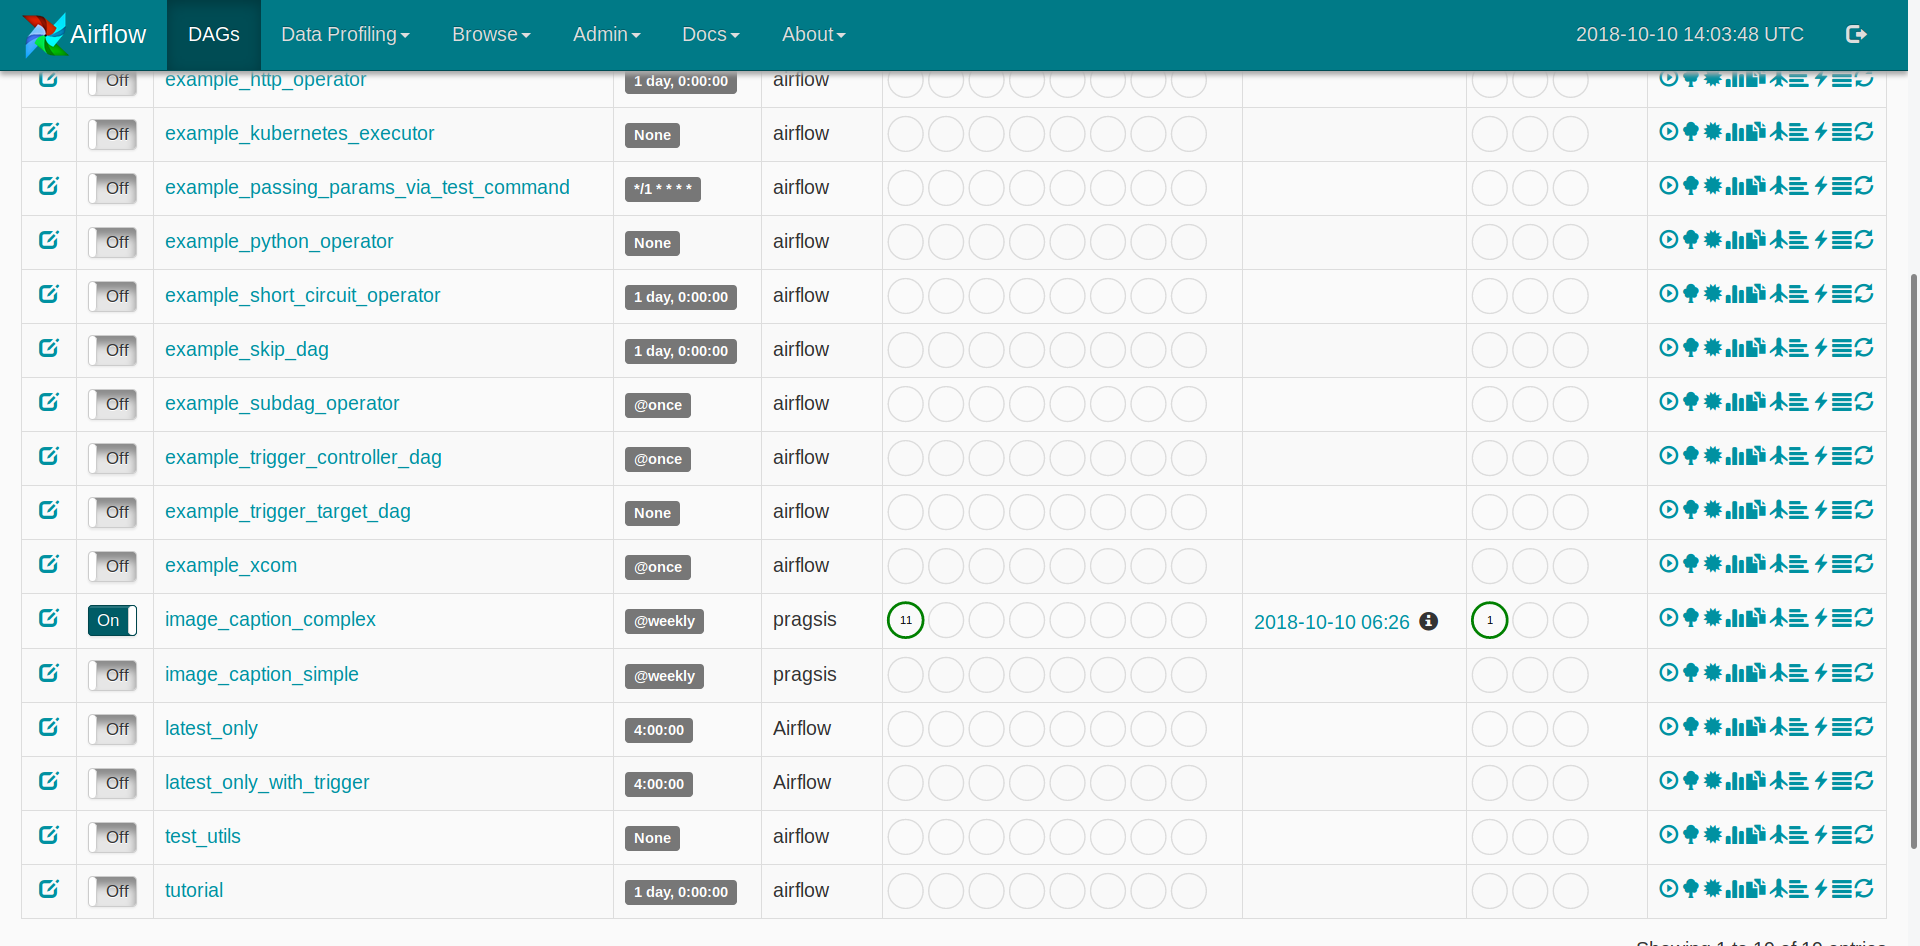 Airflow DAGs Data Profiling Browse Admin Docs About 2018-10-10 14:03:48 UTC
Off example_http_operator 1 day, 0:00:00 airflow
Off example_kubernetes_executor None airflow
Off example_passing_params_via_test_command */1 * * * * airflow
Off example_python_operator None airflow
Off example_short_circuit_operator 1 day, 0:00:00 airflow
Off example_skip_dag 1 day, 0:00:00 airflow
Off example_subdag_operator @once airflow
Off example_trigger_controller_dag @once airflow
Off example_trigger_target_dag None airflow
Off example_xcom @once airflow
On image_caption_complex @weekly pragsis 11 2018-10-10 06:26 1
Off image_caption_simple @weekly pragsis
Off latest_only 4:00:00 Airflow
Off latest_only_with_trigger 4:00:00 Airflow
Off test_utils None airflow
Off tutorial 1 day, 0:00:00 airflow